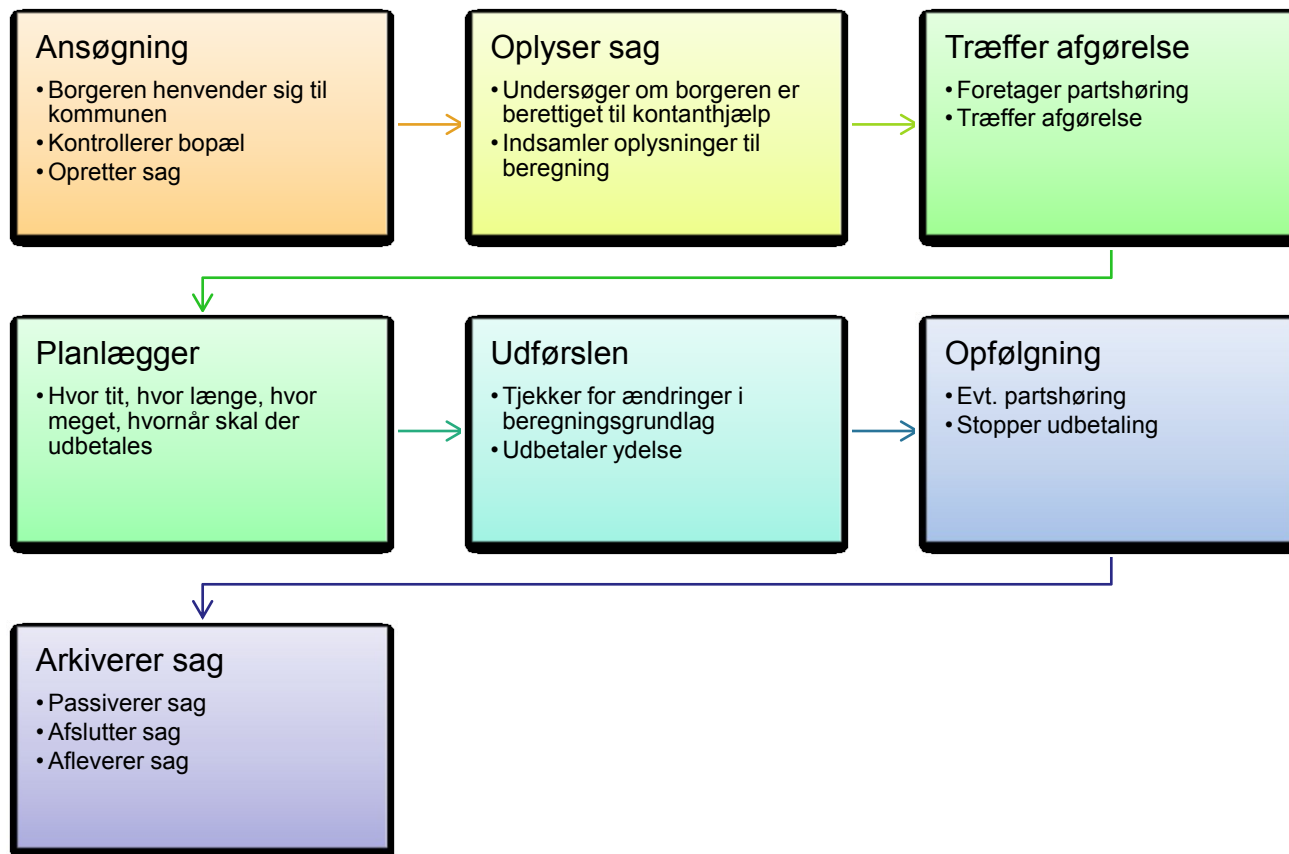 Ansøgning
• Borgeren henvender sig til
kommunen
• Kontrollerer bopæl
• Opretter sag
Oplyser sag
• Undersøger om borgeren er
berettiget til kontanthjælp
• Indsamler oplysninger til
beregning
Træffer afgørelse
• Foretager partshøring
• Træffer afgørelse
Planlægger
• Hvor tit, hvor længe, hvor
meget, hvornår skal der
udbetales
Udførslen
• Tjekker for ændringer i
beregningsgrundlag
• Udbetaler ydelse
Opfølgning
• Evt. partshøring
• Stopper udbetaling
Arkiverer sag
• Passiverer sag
• Afslutter sag
• Afleverer sag